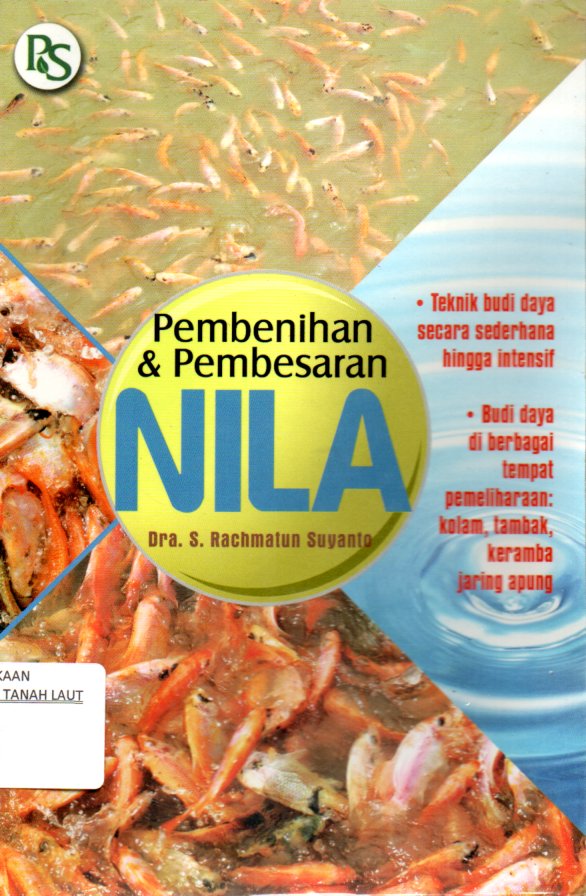 PS
Pembenihan
& Pembesaran
NILA
Dra. S. Rachmatun Suyanto
• Teknik budi daya
secara sederhana
hingga intensif
• Budi daya
di berbagai
tempat
pemeliharaan:
kolam, tambak,
keramba
jaring apung
KAAN
TANAH LAUT